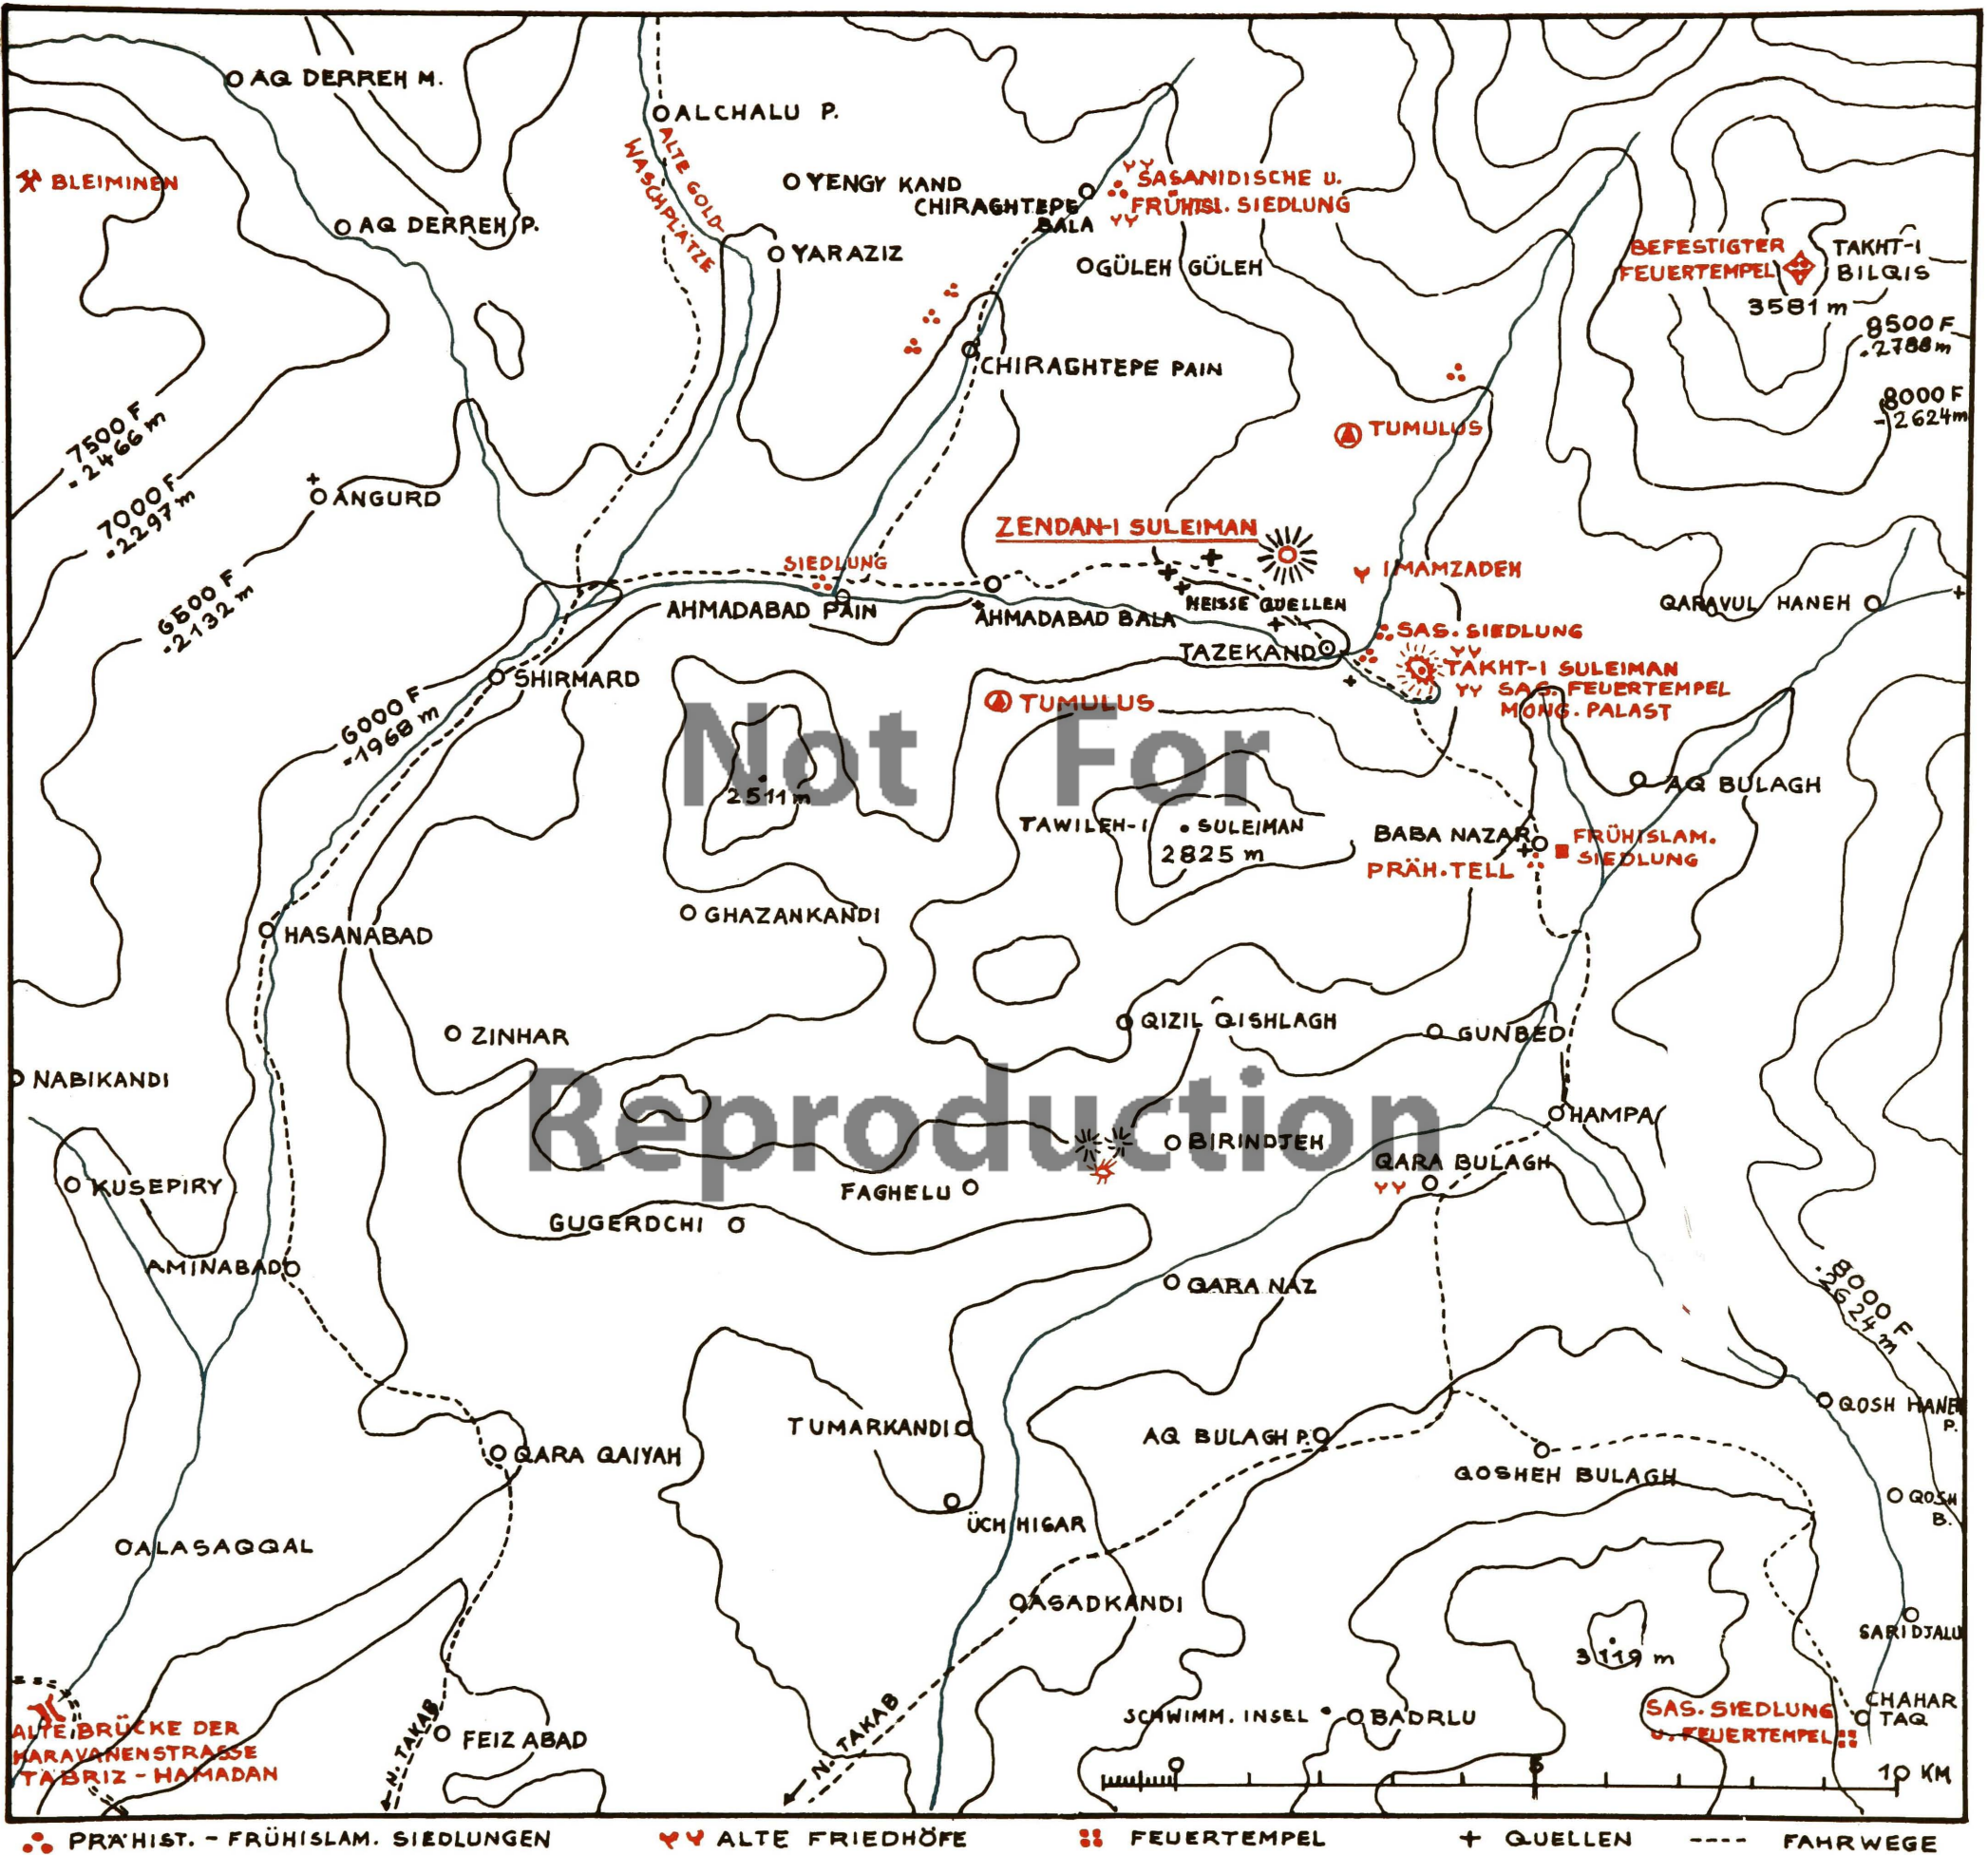 AQ DERREH M.
ALCHALU P.
ALTE GOLD-
WASCHPLÄTZE
BLEIMINEN
YENGY KAND
CHIRAGHTEPE
BALA
SASANIDISCHE U.
FRÜHISL. SIEDLUNG
AQ DERREH P.
YARAZIZ
GÜLEH GÜLEH
BEFESTIGTER
FEUERTEMPEL
TAKHT-I
BILQIS
3581 m
8500 F
-2788 m
CHIRAGHTEPE PAIN
8000 F
-2624 m
7500 F
-2466 m
TUMULUS
7000 F
-2297 m
ANGURD
ZENDAN-I SULEIMAN
SIEDLUNG
IMAMZADEH
6500 F
-2132 m
AHMADABAD PAIN
AHMADABAD BALA
HEISSE QUELLEN
QARAVUL HANEH
TAZEKAND
SAS. SIEDLUNG
TAKHT-I SULEIMAN
SAS. FEUERTEMPEL
MONG. PALAST
SHIRMARD
6000 F
-1968 m
TUMULUS
Not For
2511 m
AQ BULAGH
TAWILEH-I SULEIMAN
2825 m
BABA NAZAR
PRÄH. TELL
FRÜHISLAM.
SIEDLUNG
GHAZANKANDI
HASANABAD
ZINHAR
QIZIL QISHLAGH
GUNBED
NABIKANDI
Reproduction
HAMPA
BIRINDJEH
QARA BULAGH
KUSEPIRY
FAGHELU
GUGERDCHI
AMINABAD
QARA NAZ
8000 F
-2624 m
QOSH HANE
P.
TUMARKANDI
AQ BULAGH P.
QARA QAIYAH
QOSHEH BULAGH
QOSH
B.
ÜCH HISAR
ALASAQQAL
ASADKANDI
SARIDJALU
3119 m
ALTE BRÜCKE DER
KARAVANENSTRASSE
TABRIZ - HAMADAN
N. TAKAB
FEIZ ABAD
N. TAKAB
SCHWIMM. INSEL
BADRLU
SAS. SIEDLUNG
U. FEUERTEMPEL
CHAHAR
TAQ
0 5 10 KM
PRÄHIST. - FRÜHISLAM. SIEDLUNGEN
ALTE FRIEDHÖFE
FEUERTEMPEL
QUELLEN
FAHRWEGE